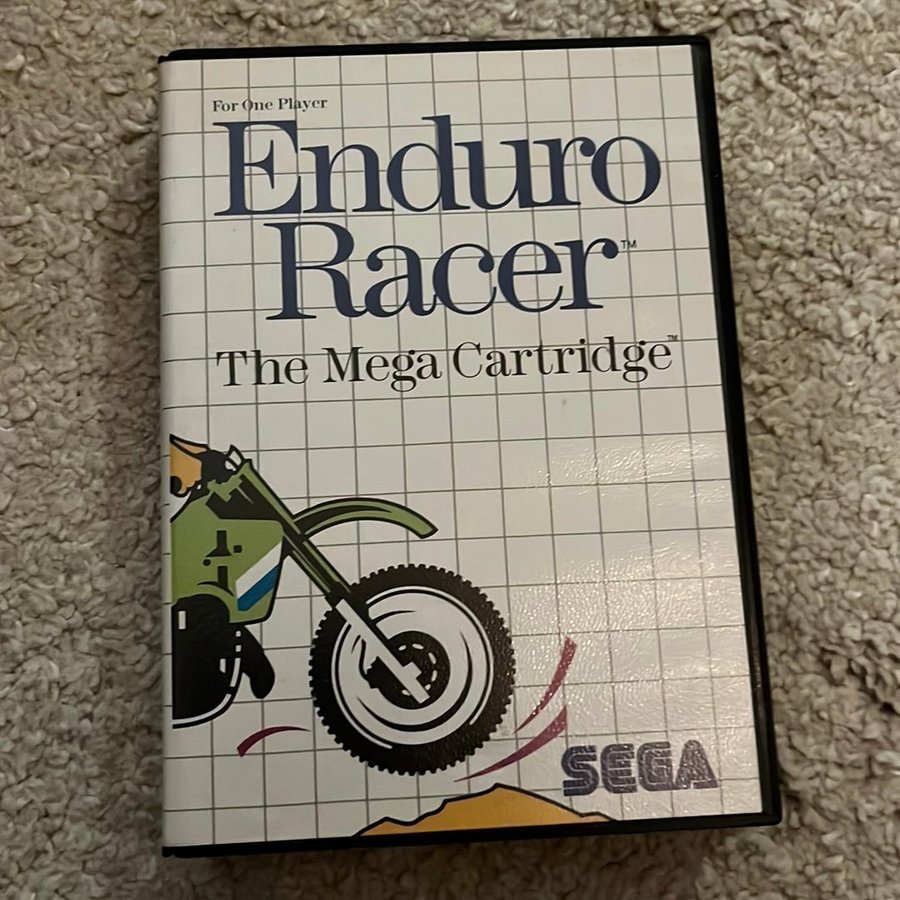 For One Player
Enduro
Racer™
The Mega Cartridge™
SEGA